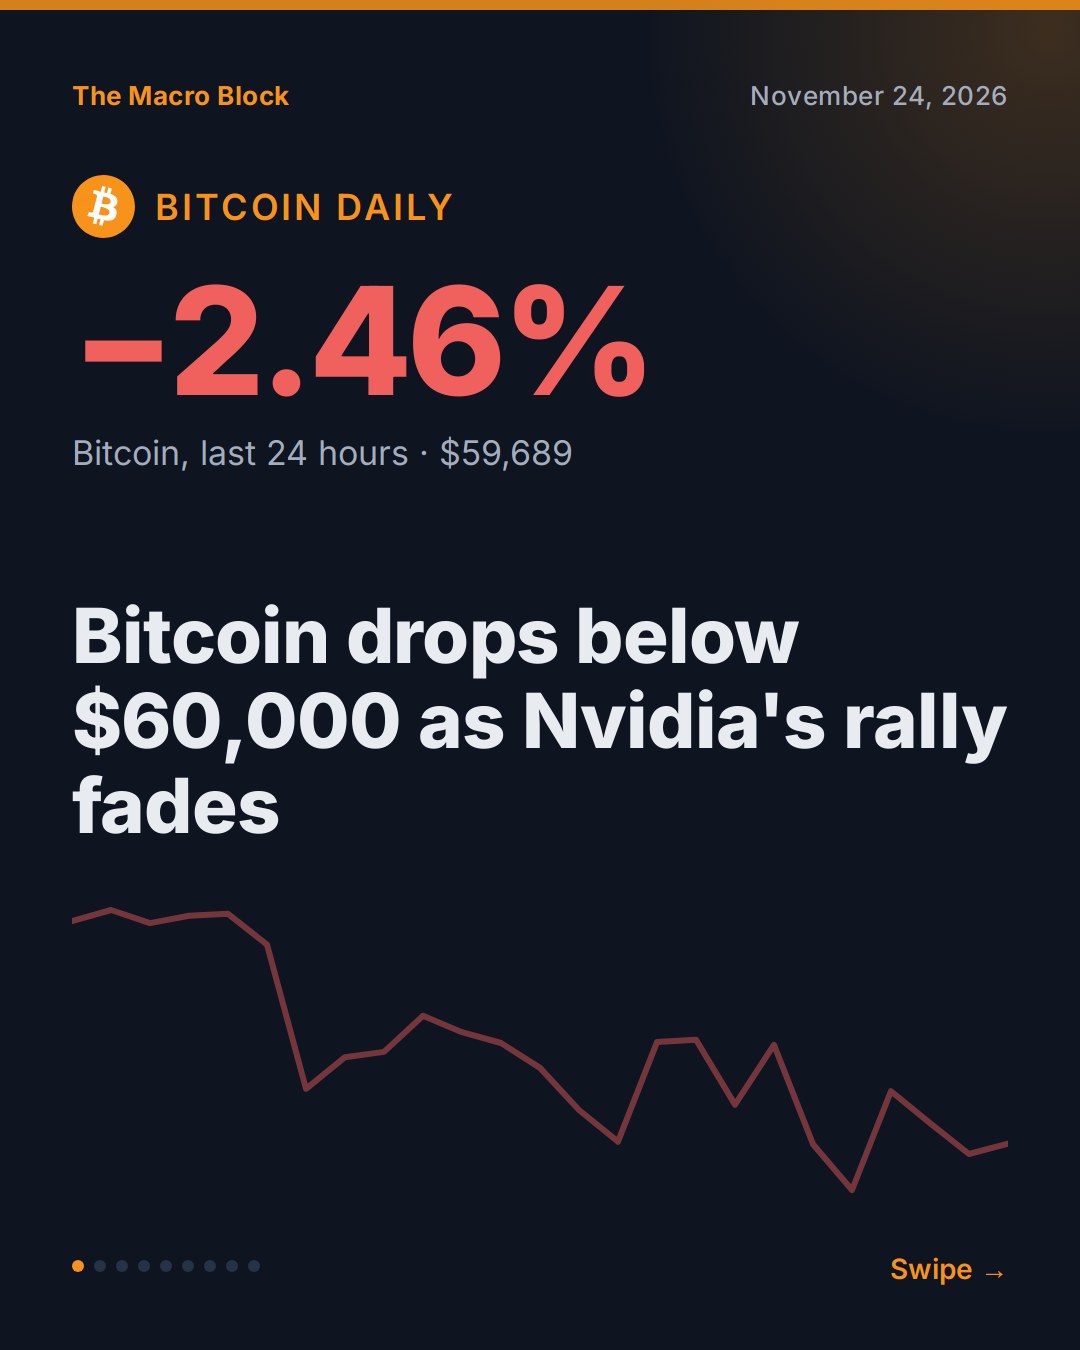 The Macro Block
November 24, 2026
BITCOIN DAILY
−2.46%
Bitcoin, last 24 hours · $59,689
Bitcoin drops below
$60,000 as Nvidia's rally
fades
Swipe →